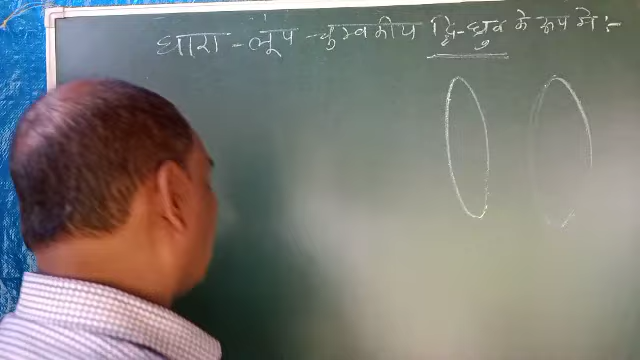 धारा - लूप - चुम्बकीय द्वि-ध्रुव के रूप में :-